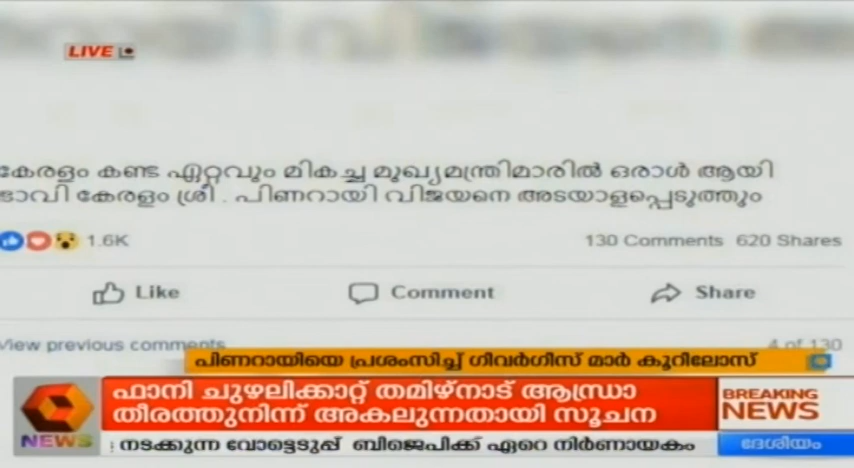 LIVE
കേരളം കണ്ട ഏറ്റവും മികച്ച മുഖ്യമന്ത്രിമാരിൽ ഒരാൾ ആയി
ഭാവി കേരളം ശ്രീ . പിണറായി വിജയനെ അടയാളപ്പെടുത്തും
1.6K
130 Comments 620 Shares
Like Comment Share
View previous comments 4 of 130
പിണറായിയെ പ്രശംസിച്ച് ഗീവർഗീസ് മാർ കൂറിലോസ്
ഫാനി ചുഴലിക്കാറ്റ് തമിഴ്നാട് ആന്ധ്രാ
തീരത്തുനിന്ന് അകലുന്നതായി സൂചന
BREAKING
NEWS
NEWS
നടക്കുന്ന വോട്ടെടുപ്പ് ബിജെപിക്ക് ഏറെ നിർണായകം
ദേശീയം